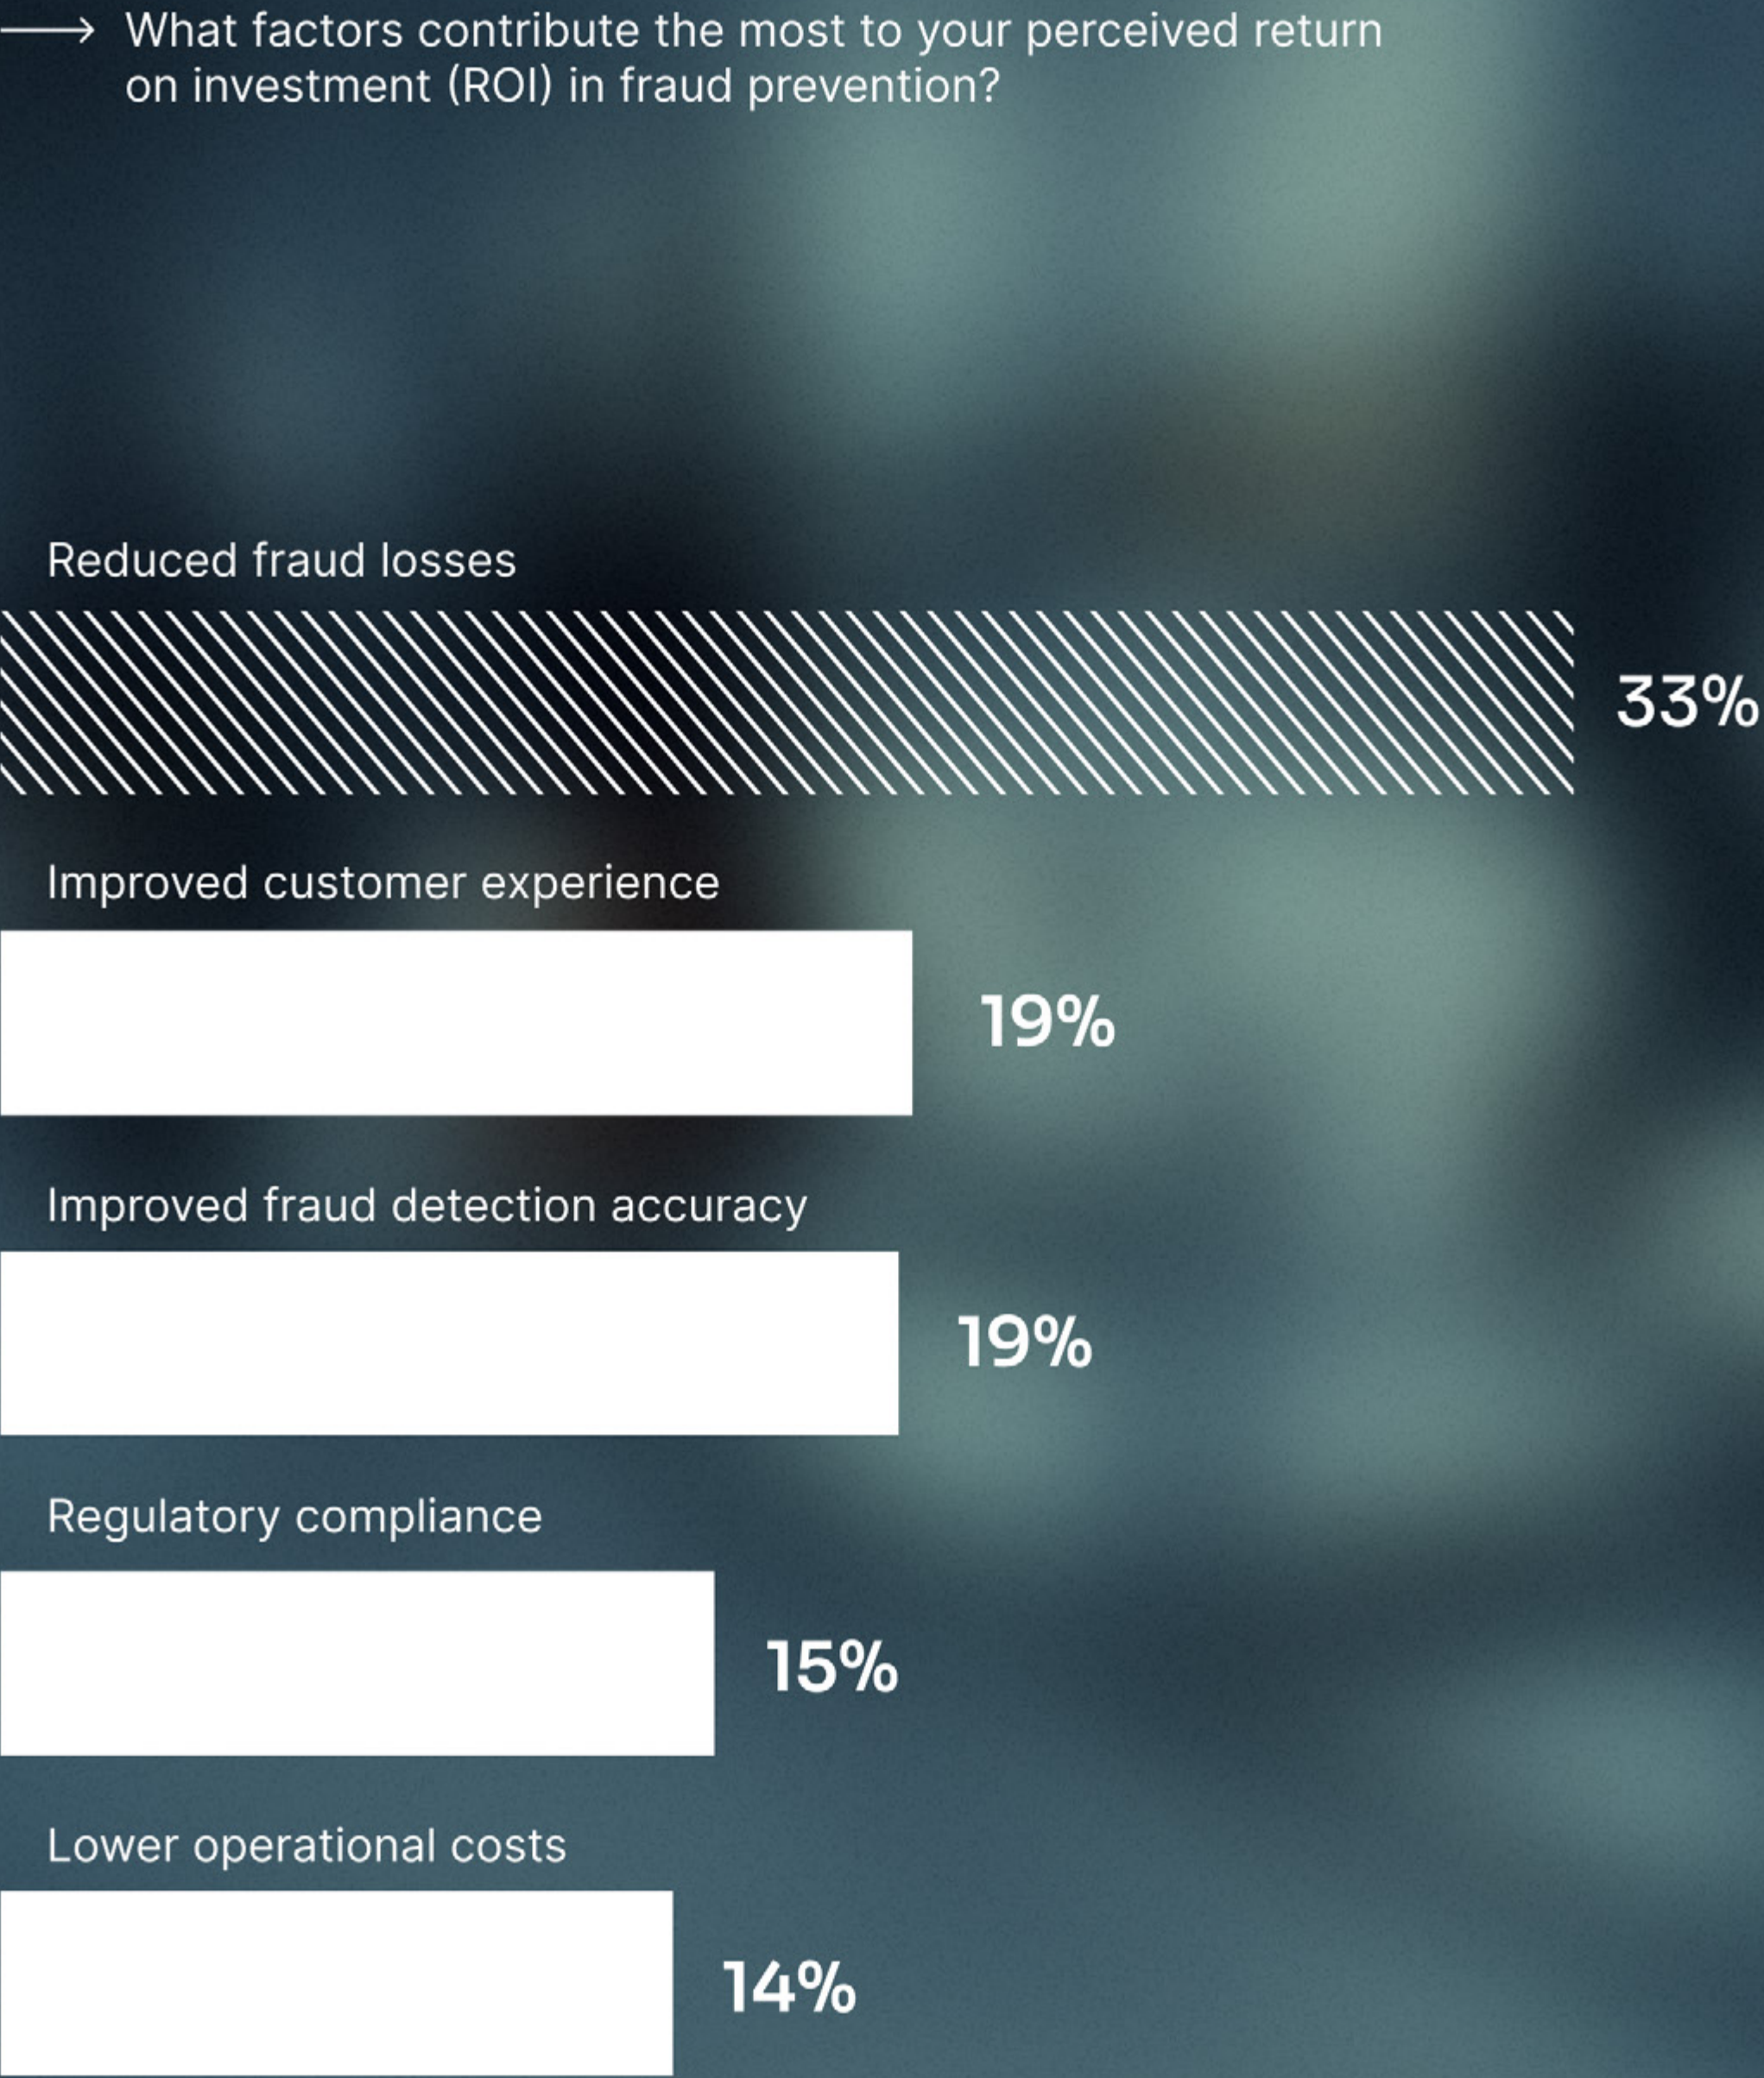 What factors contribute the most to your perceived return
on investment (ROI) in fraud prevention?
Reduced fraud losses
33%
Improved customer experience
19%
Improved fraud detection accuracy
19%
Regulatory compliance
15%
Lower operational costs
14%